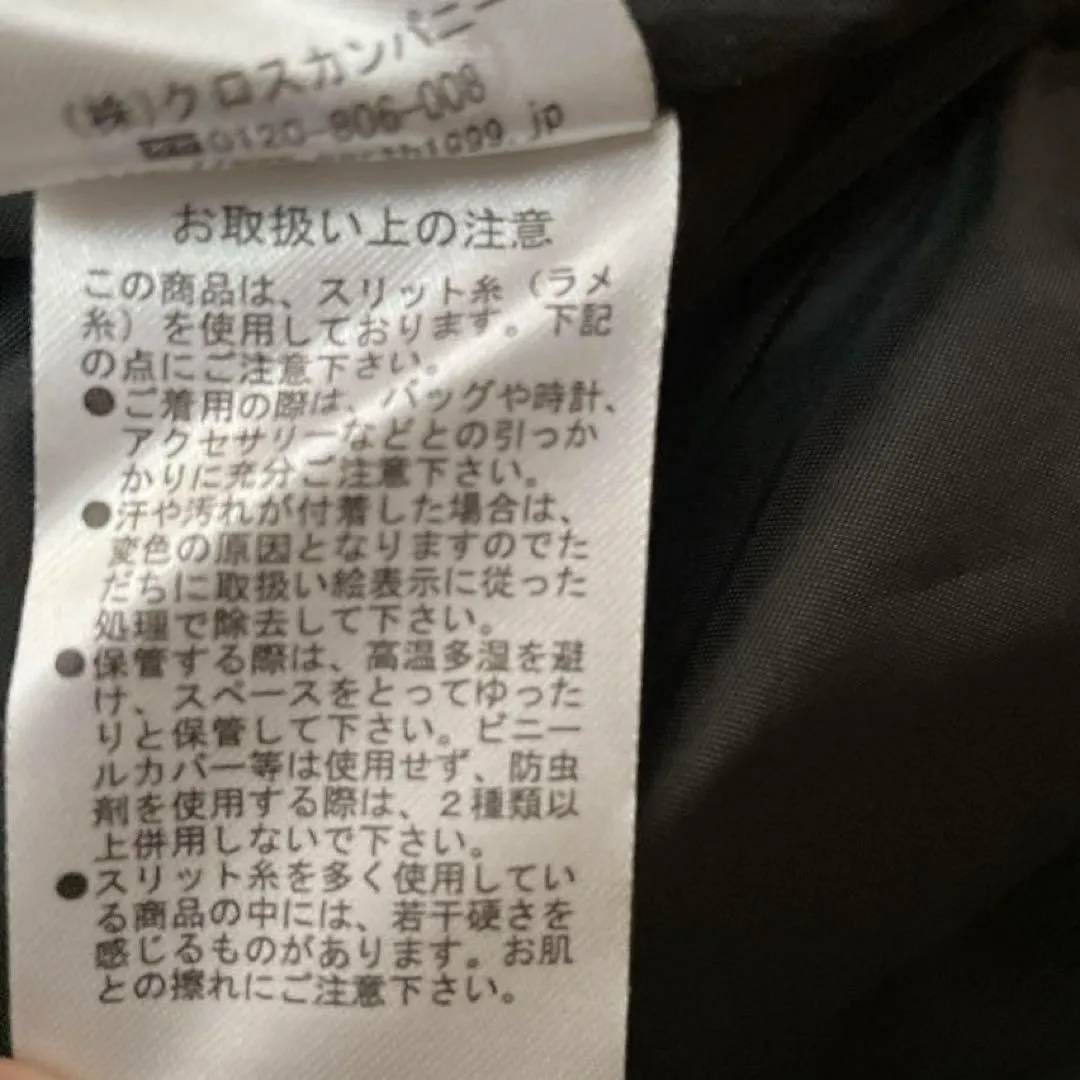 (株)クロスカンパニー
0120-806-008
1999.jp
お取扱い上の注意
この商品は、スリット糸（ラメ
糸）を使用しております。下記
の点にご注意下さい。
●ご着用の際は、バッグや時計、
アクセサリーなどとの引っか
かりに充分ご注意下さい。
●汗や汚れが付着した場合は、
変色の原因となりますのでた
だちに取扱い絵表示に従った
処理で除去して下さい。
●保管する際は、高温多湿を避
け、スペースをとってゆった
りと保管して下さい。ビニー
ルカバー等は使用せず、防虫
剤を使用する際は、2種類以
上併用しないで下さい。
●スリット糸を多く使用してい
る商品の中には、若干硬さを
感じるものがあります。お肌
との擦れにご注意下さい。